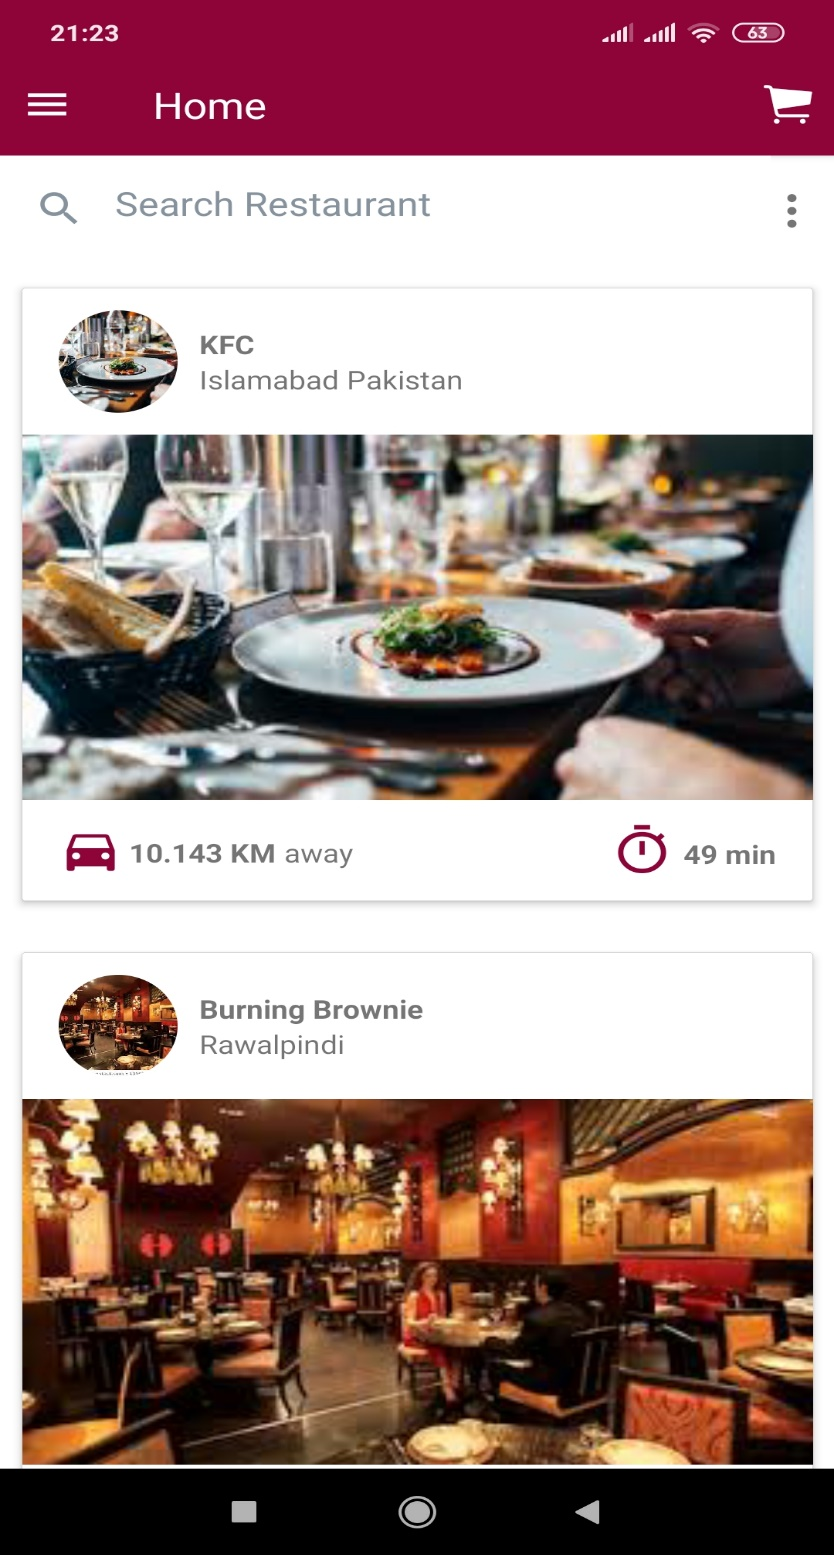 21:23
63
Home
Search Restaurant
KFC
Islamabad Pakistan
10.143 KM away
49 min
Burning Brownie
Rawalpindi